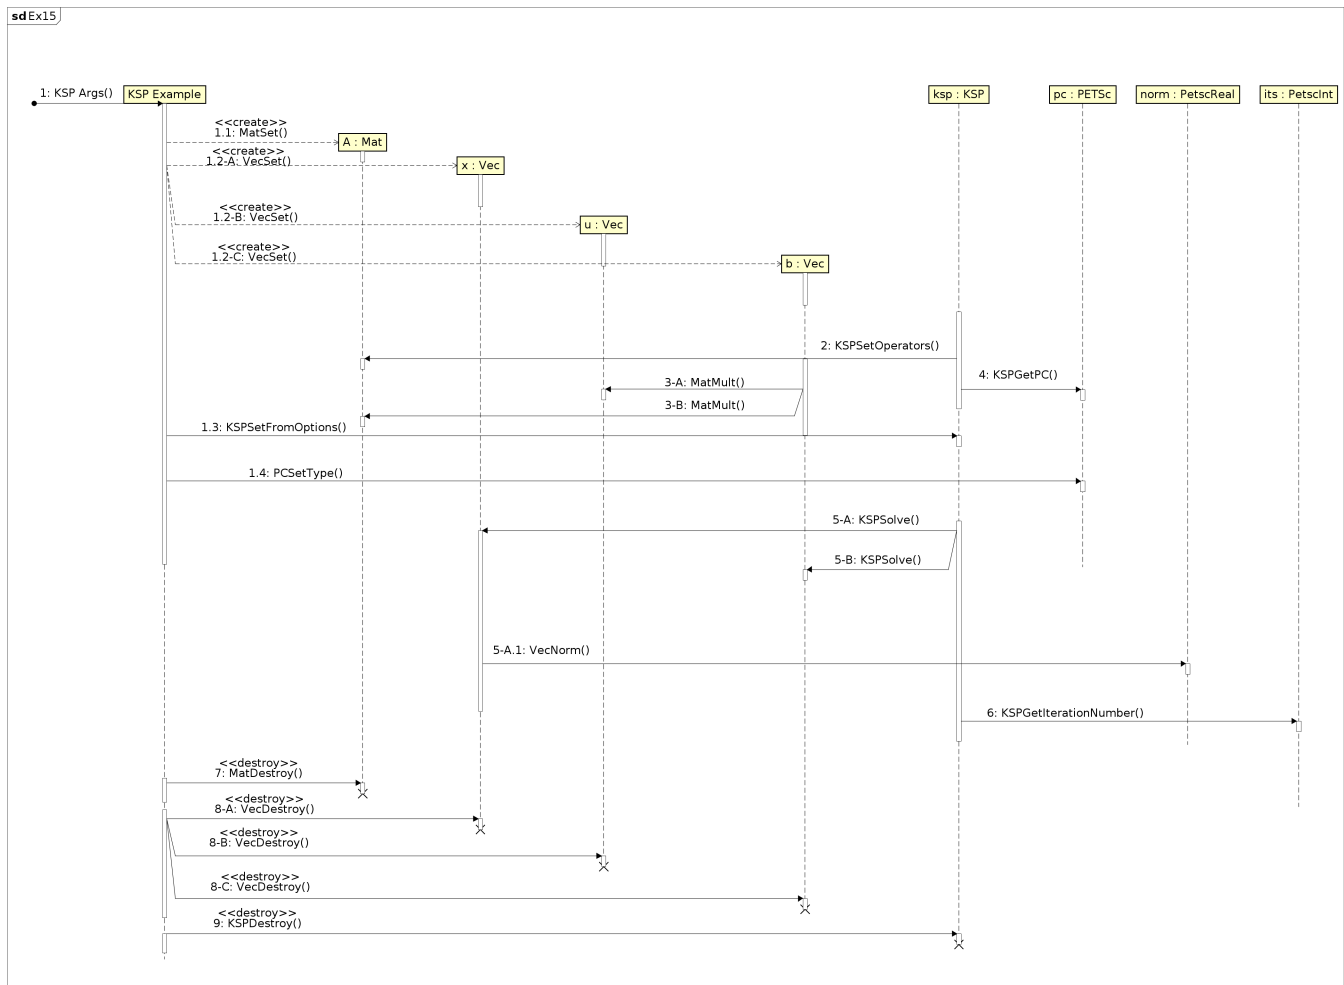 sd Ex15
1: KSP Args()
KSP Example
ksp : KSP
pc : PETSc
norm : PetscReal
its : PetscInt
<<create>>
1.1: MatSet()
A : Mat
<<create>>
1.2-A: VecSet()
x : Vec
<<create>>
1.2-B: VecSet()
u : Vec
<<create>>
1.2-C: VecSet()
b : Vec
2: KSPSetOperators()
4: KSPGetPC()
3-A: MatMult()
3-B: MatMult()
1.3: KSPSetFromOptions()
1.4: PCSetType()
5-A: KSPSolve()
5-B: KSPSolve()
5-A.1: VecNorm()
6: KSPGetIterationNumber()
<<destroy>>
7: MatDestroy()
<<destroy>>
8-A: VecDestroy()
<<destroy>>
8-B: VecDestroy()
<<destroy>>
8-C: VecDestroy()
<<destroy>>
9: KSPDestroy()